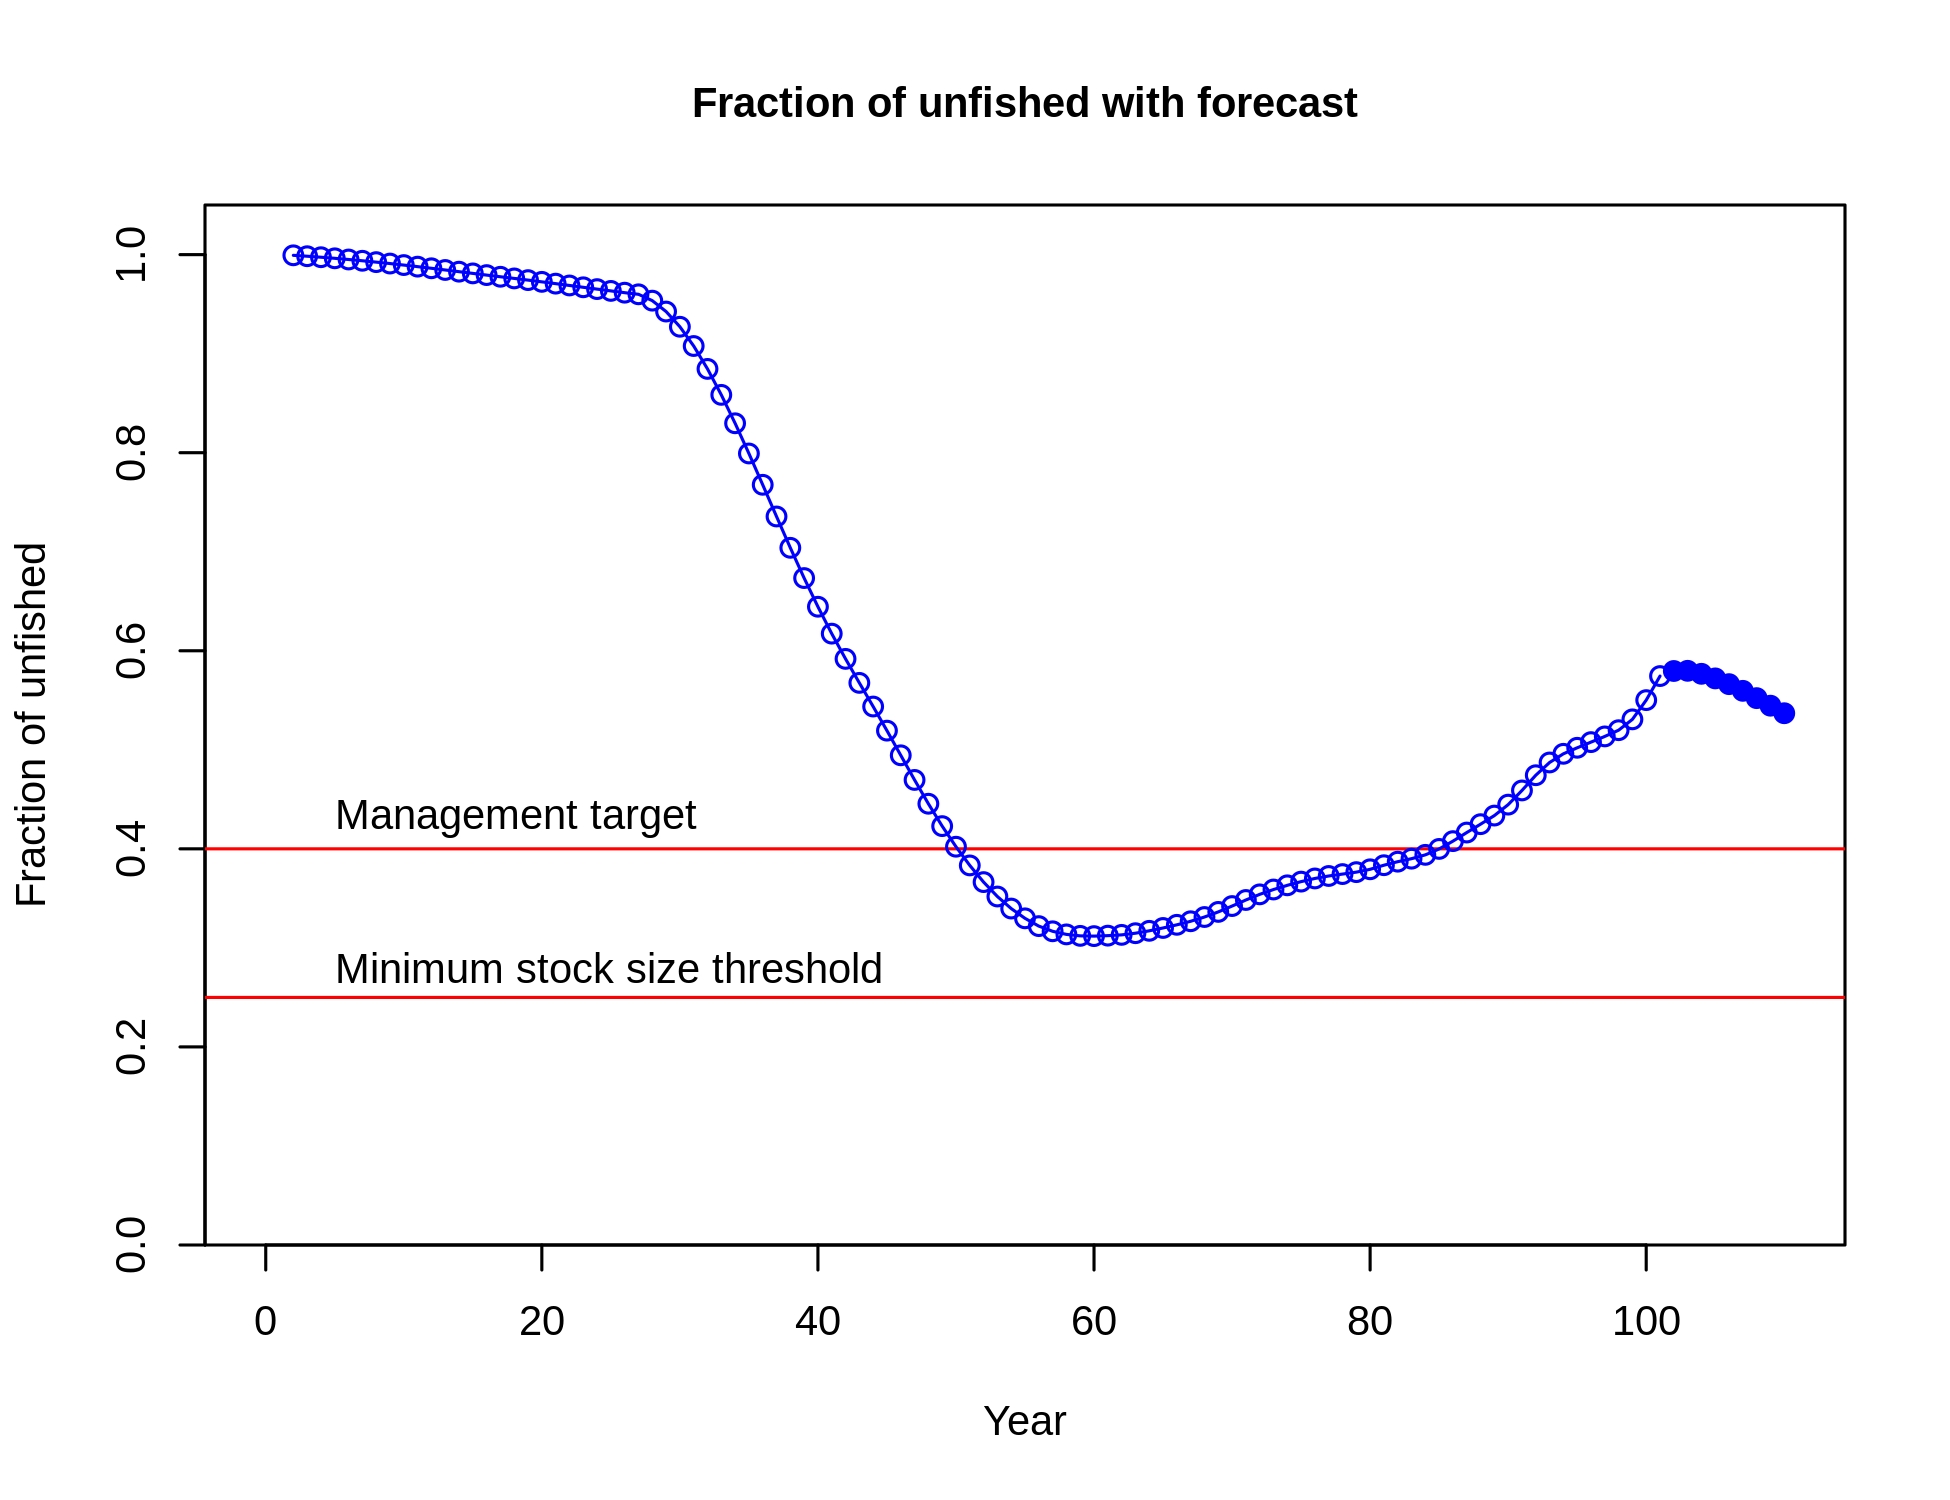 Fraction of unfished with forecast
Fraction of unfished
1.0
0.8
0.6
0.4
0.2
0.0
Management target
Minimum stock size threshold
0 20 40 60 80 100
Year